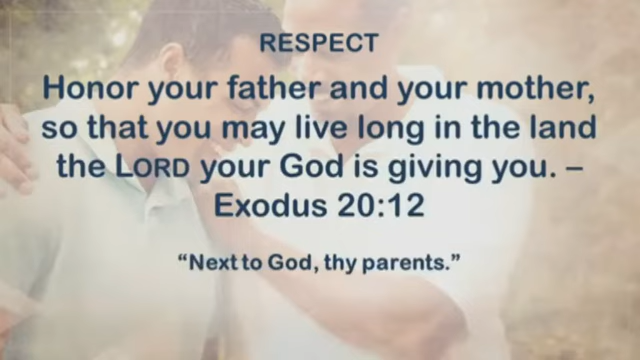 RESPECT
Honor your father and your mother,
so that you may live long in the land
the LORD your God is giving you. –
Exodus 20:12
“Next to God, thy parents.”